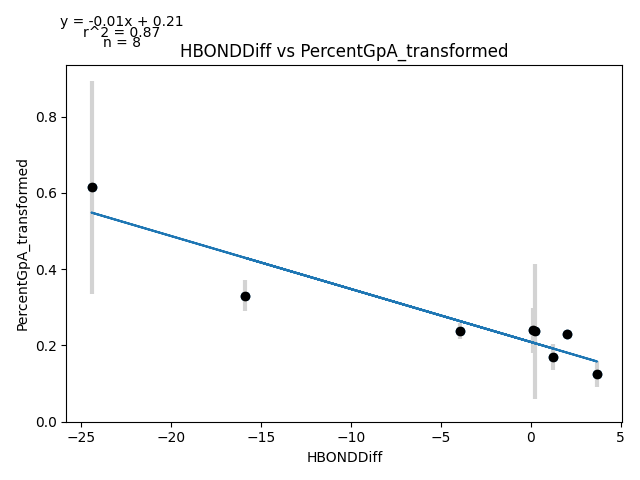 y = -0.01x + 0.21
r^2 = 0.87
n = 8
HBONDDiff vs PercentGpA_transformed
PercentGpA_transformed
0.8
0.6
0.4
0.2
0.0
−25
−20
−15
−10
−5
0
5
HBONDDiff